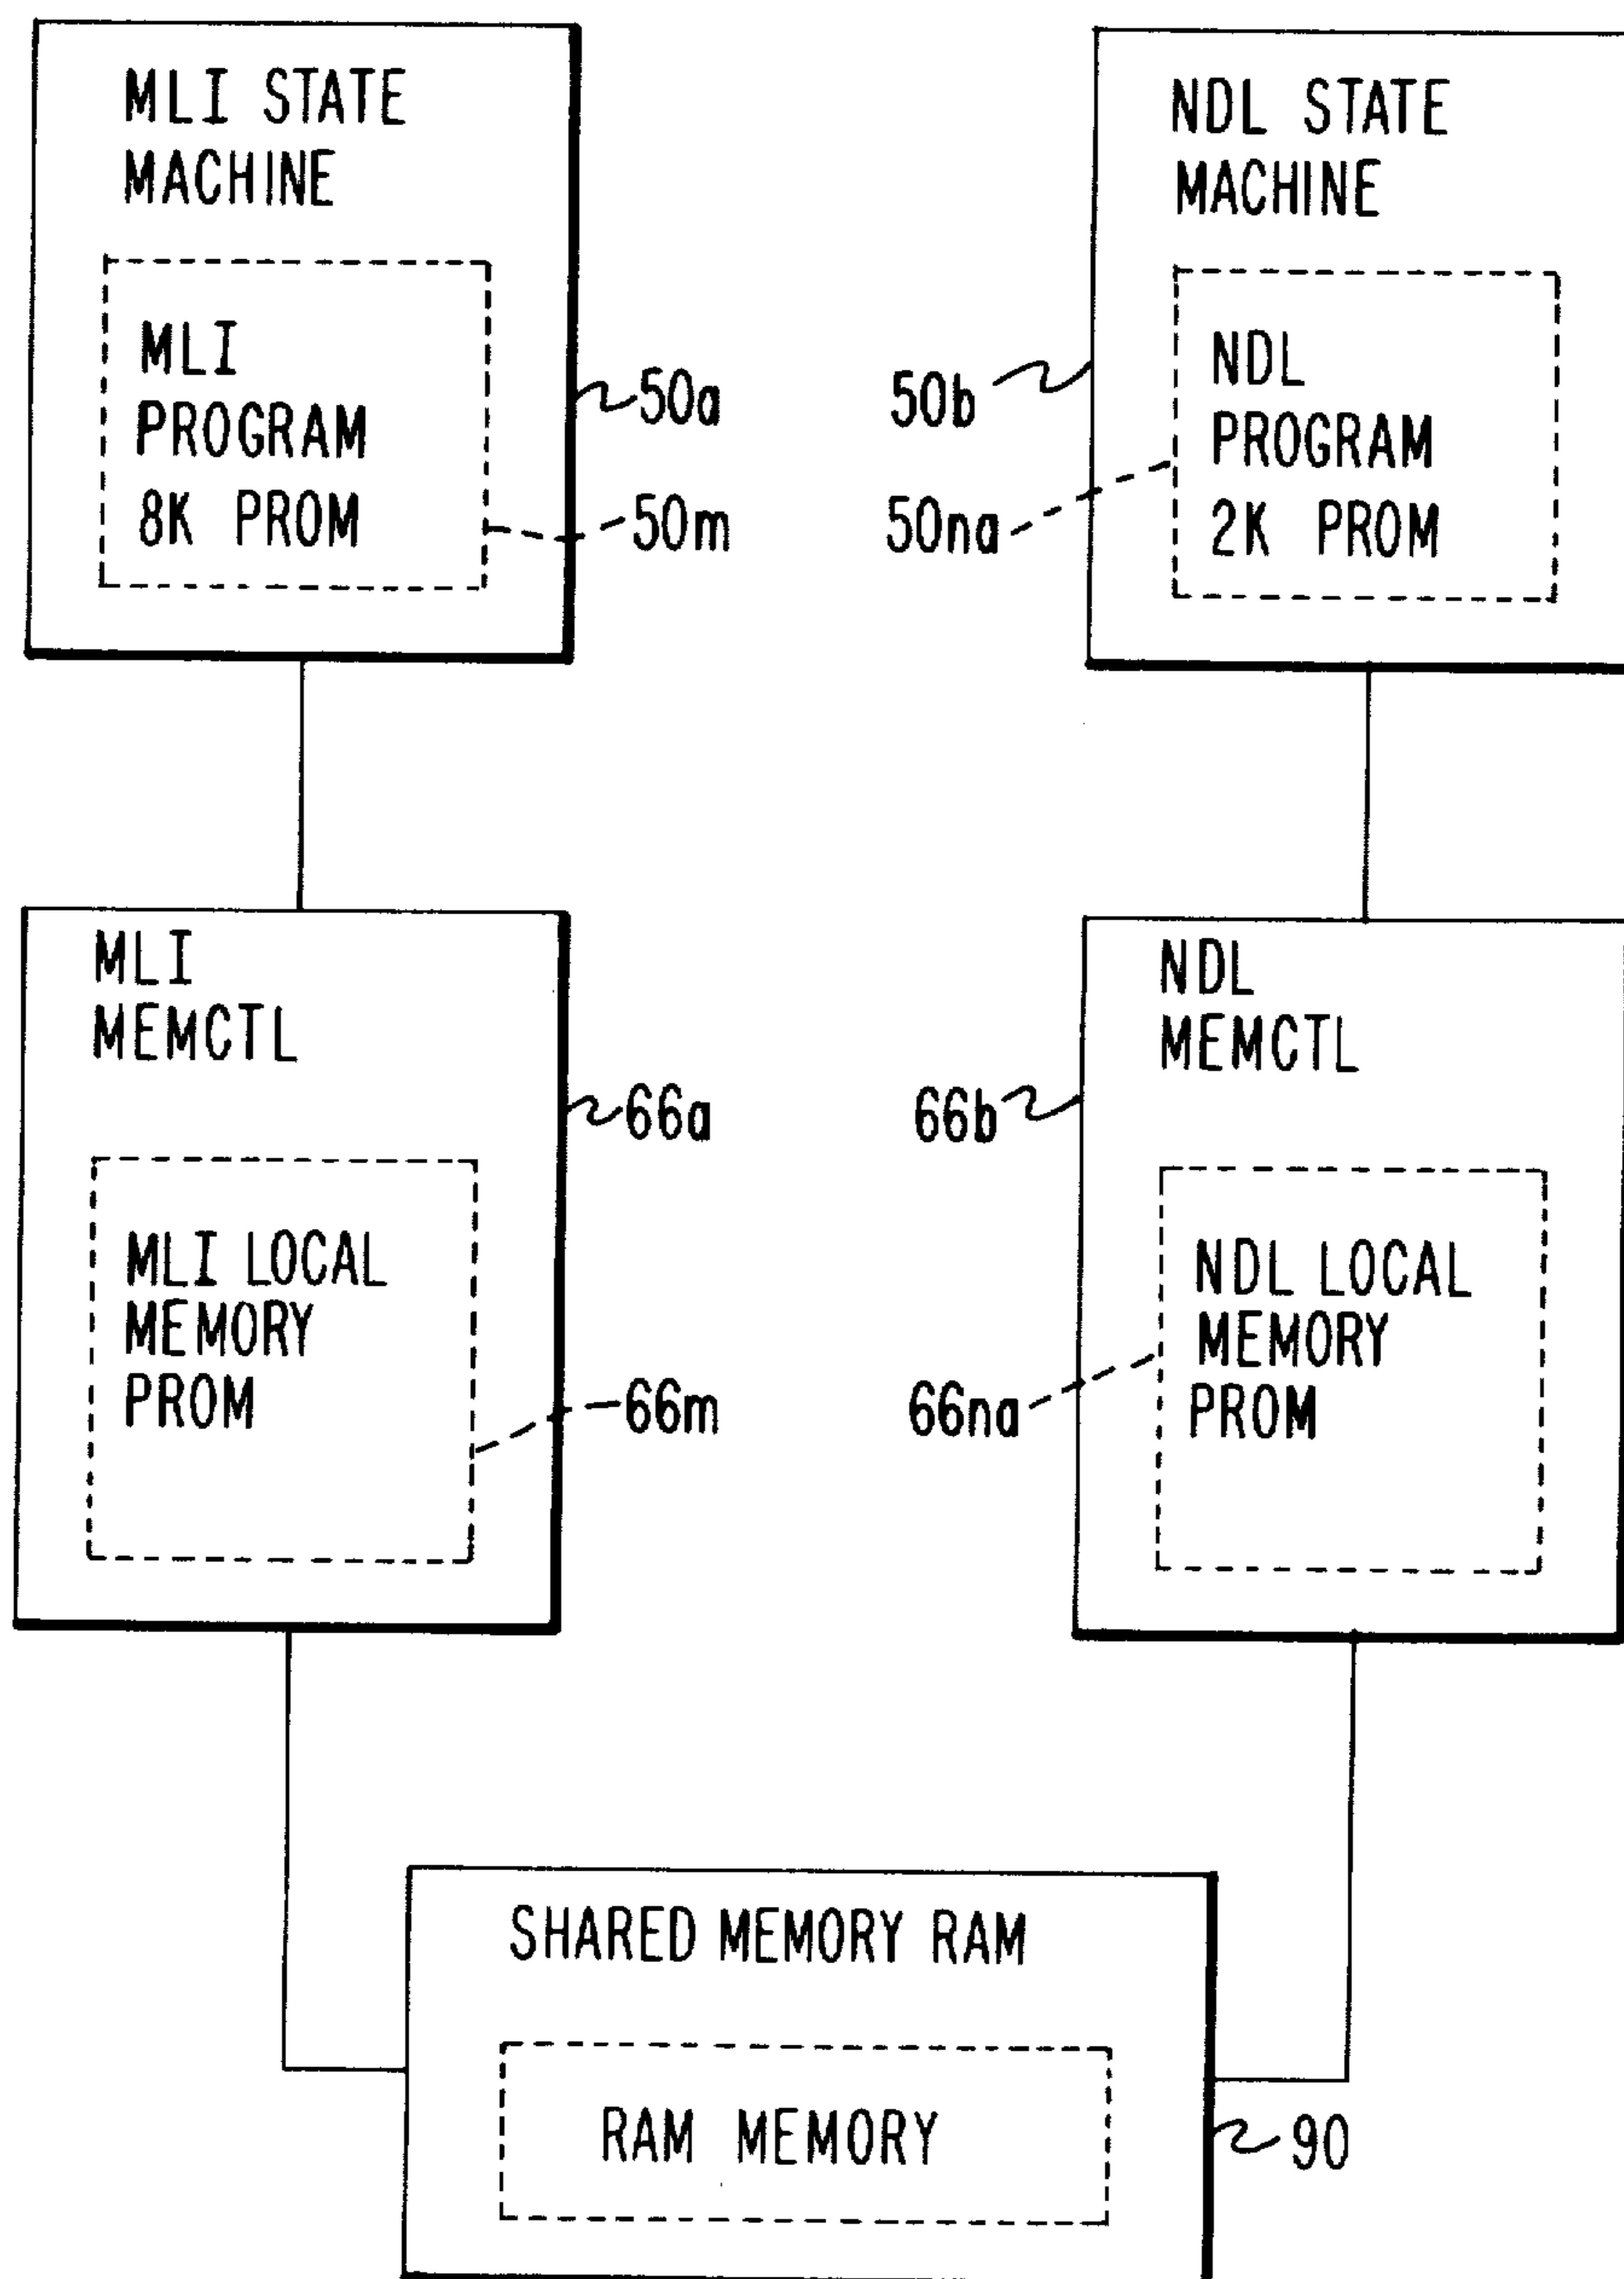 MLI STATE
MACHINE
MLI
PROGRAM
8K PROM
50a
50m
NDL STATE
MACHINE
NDL
PROGRAM
2K PROM
50b
50na
MLI
MEMCTL
MLI LOCAL
MEMORY
PROM
66a
66m
NDL
MEMCTL
NDL LOCAL
MEMORY
PROM
66b
66na
SHARED MEMORY RAM
RAM MEMORY
90